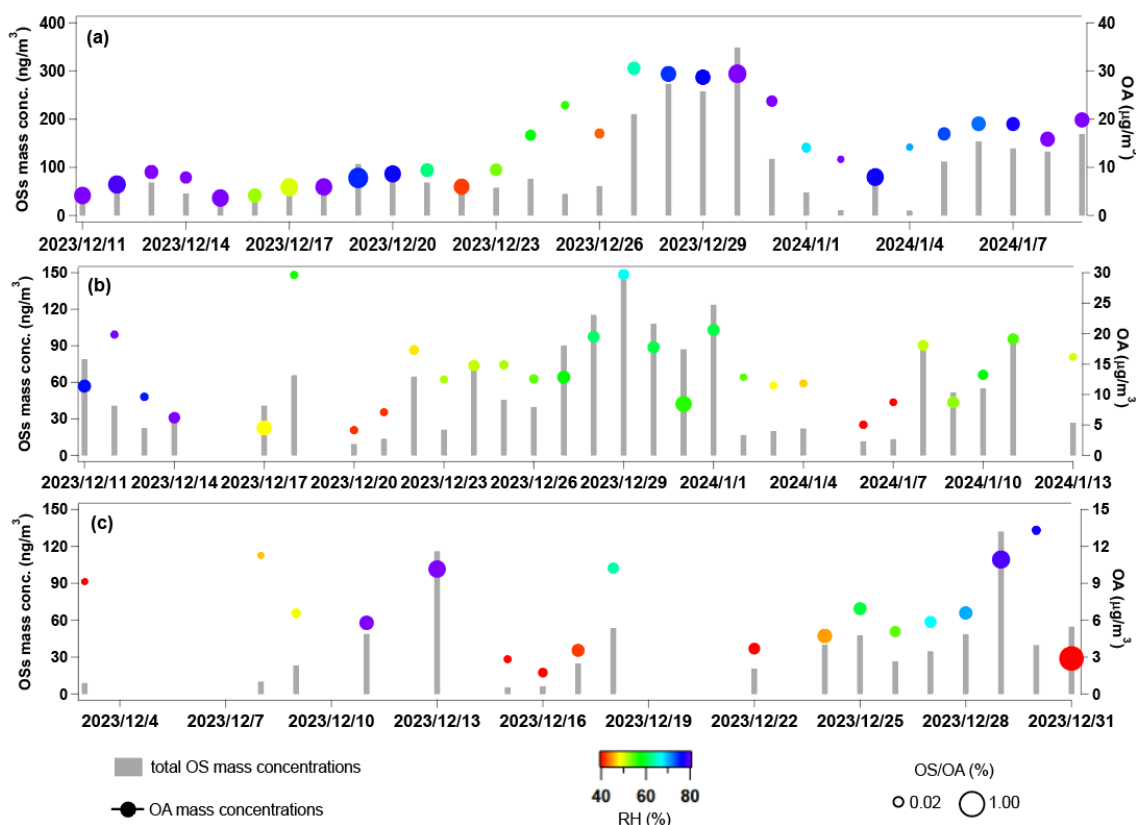 (a)
OSs mass conc. (ng/m³)
400
300
200
100
0
40
30
20
10
0
OA (μg/m³)
2023/12/11 2023/12/14 2023/12/17 2023/12/20 2023/12/23 2023/12/26 2023/12/29 2024/1/1 2024/1/4 2024/1/7
(b)
OSs mass conc. (ng/m³)
150
120
90
60
30
0
30
25
20
15
10
5
0
OA (μg/m³)
2023/12/11 2023/12/14 2023/12/17 2023/12/20 2023/12/23 2023/12/26 2023/12/29 2024/1/1 2024/1/4 2024/1/7 2024/1/10 2024/1/13
(c)
OSs mass conc. (ng/m³)
150
120
90
60
30
0
15
12
9
6
3
0
OA (μg/m³)
2023/12/4 2023/12/7 2023/12/10 2023/12/13 2023/12/16 2023/12/19 2023/12/22 2023/12/25 2023/12/28 2023/12/31
total OS mass concentrations
OA mass concentrations
40 60 80
RH (%)
OS/OA (%)
0.02 1.00